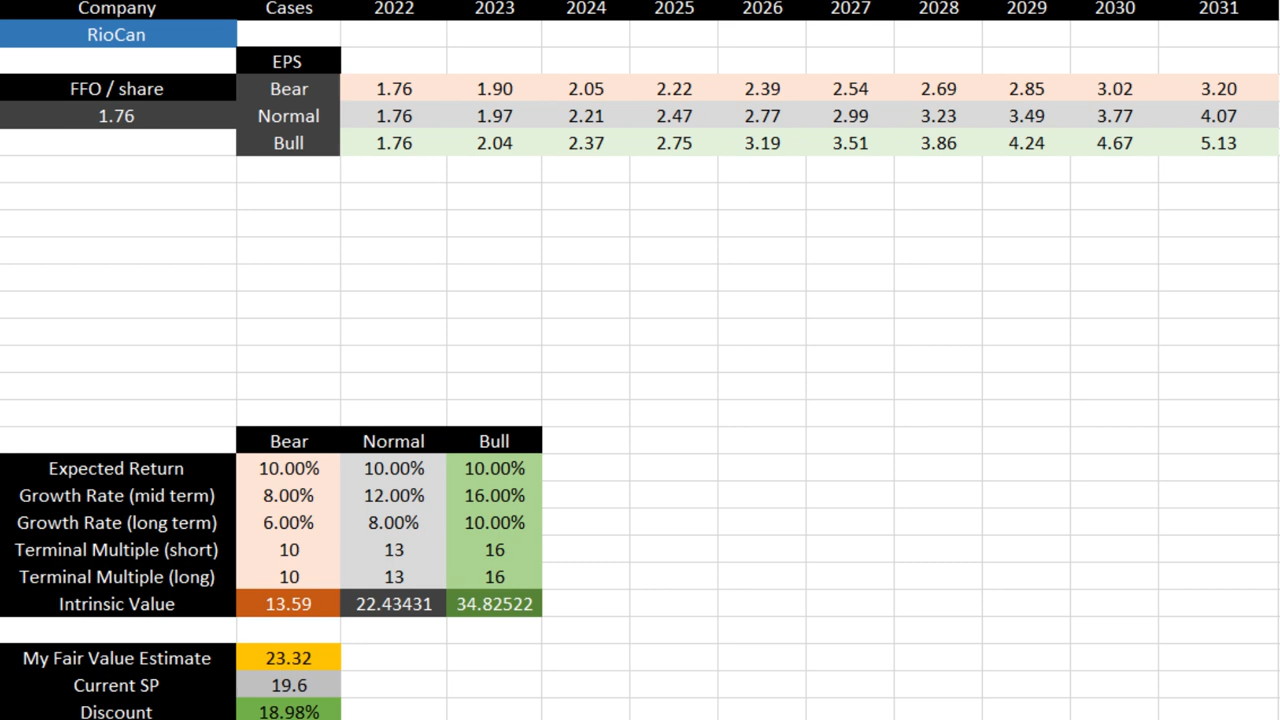 Company Cases 2022 2023 2024 2025 2026 2027 2028 2029 2030 2031
RioCan
EPS
FFO / share Bear 1.76 1.90 2.05 2.22 2.39 2.54 2.69 2.85 3.02 3.20
1.76 Normal 1.76 1.97 2.21 2.47 2.77 2.99 3.23 3.49 3.77 4.07
Bull 1.76 2.04 2.37 2.75 3.19 3.51 3.86 4.24 4.67 5.13
Bear Normal Bull
Expected Return 10.00% 10.00% 10.00%
Growth Rate (mid term) 8.00% 12.00% 16.00%
Growth Rate (long term) 6.00% 8.00% 10.00%
Terminal Multiple (short) 10 13 16
Terminal Multiple (long) 10 13 16
Intrinsic Value 13.59 22.43431 34.82522
My Fair Value Estimate 23.32
Current SP 19.6
Discount 18.98%